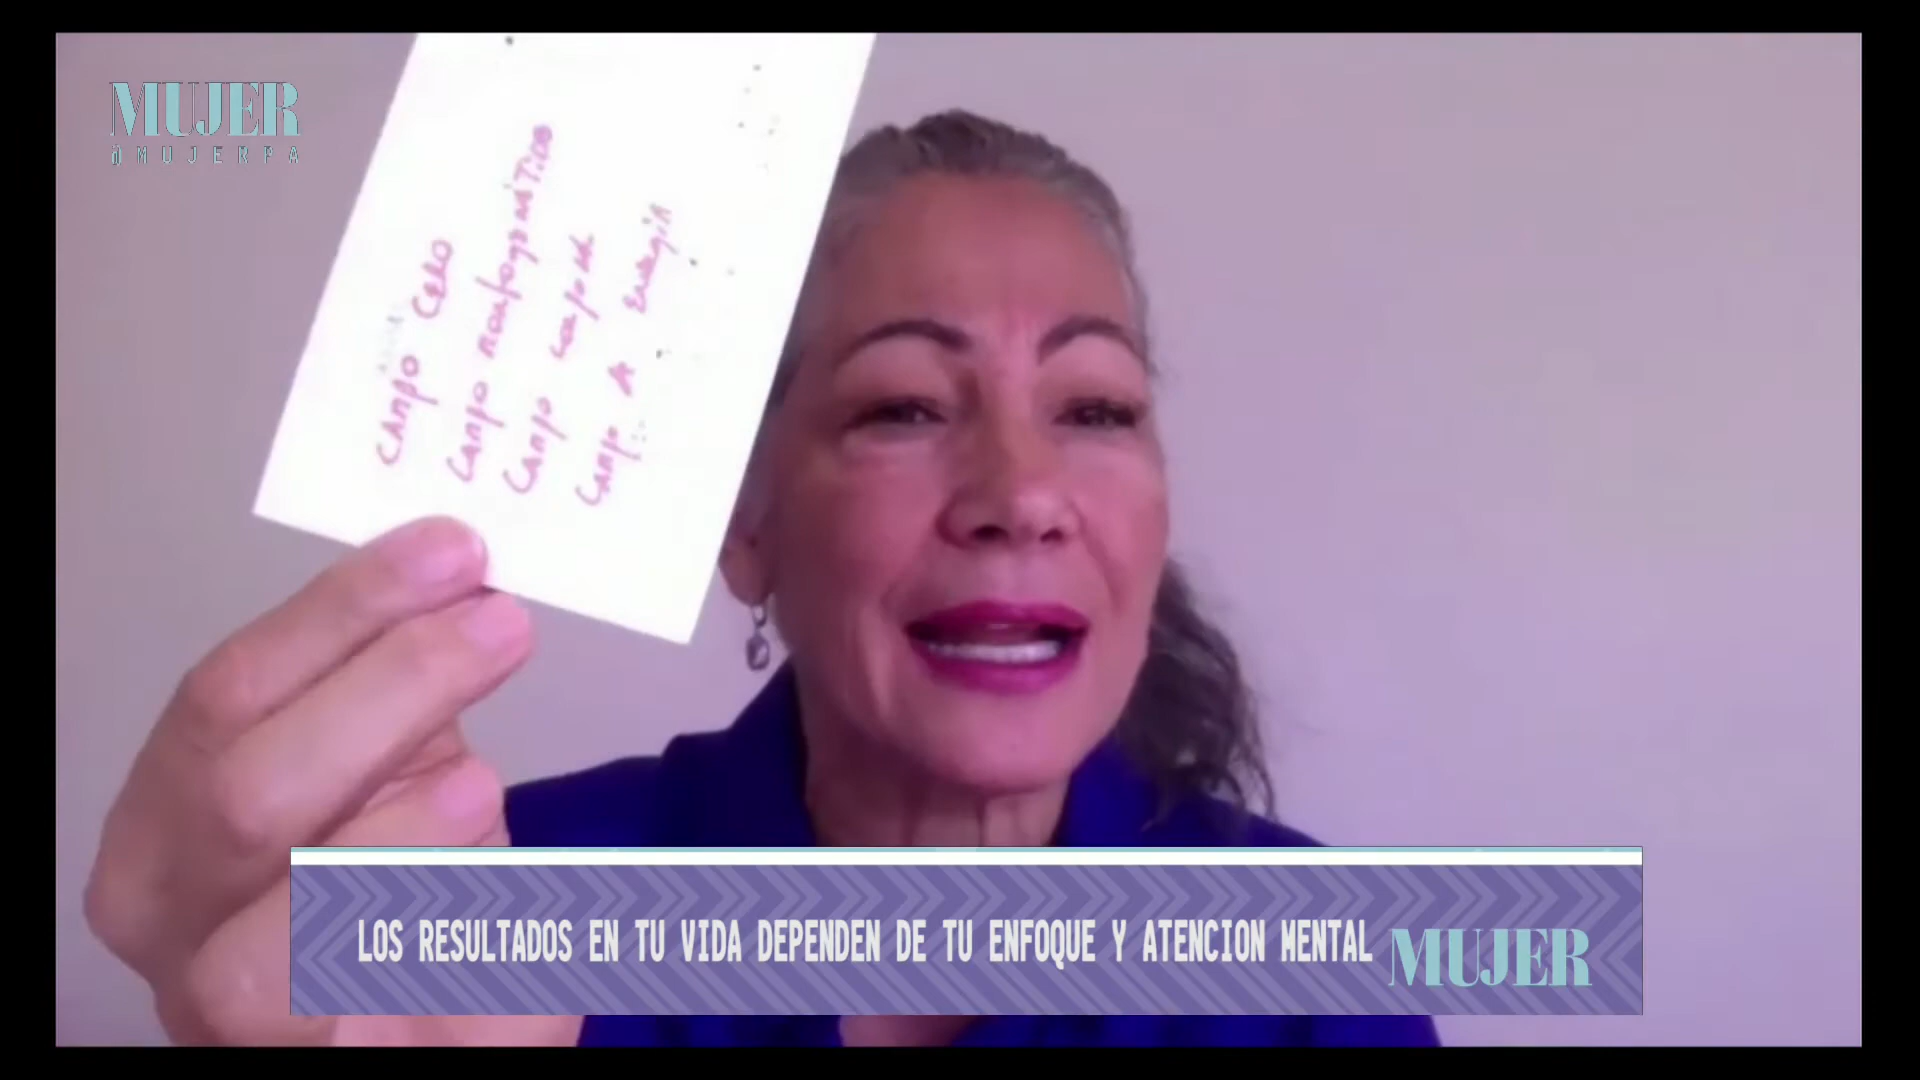 MUJER
@MUJERPA
CAMPO CERO
CAMPO
CAMPO
CAMPO DE ENERGIA
LOS RESULTADOS EN TU VIDA DEPENDEN DE TU ENFOQUE Y ATENCION MENTAL
MUJER